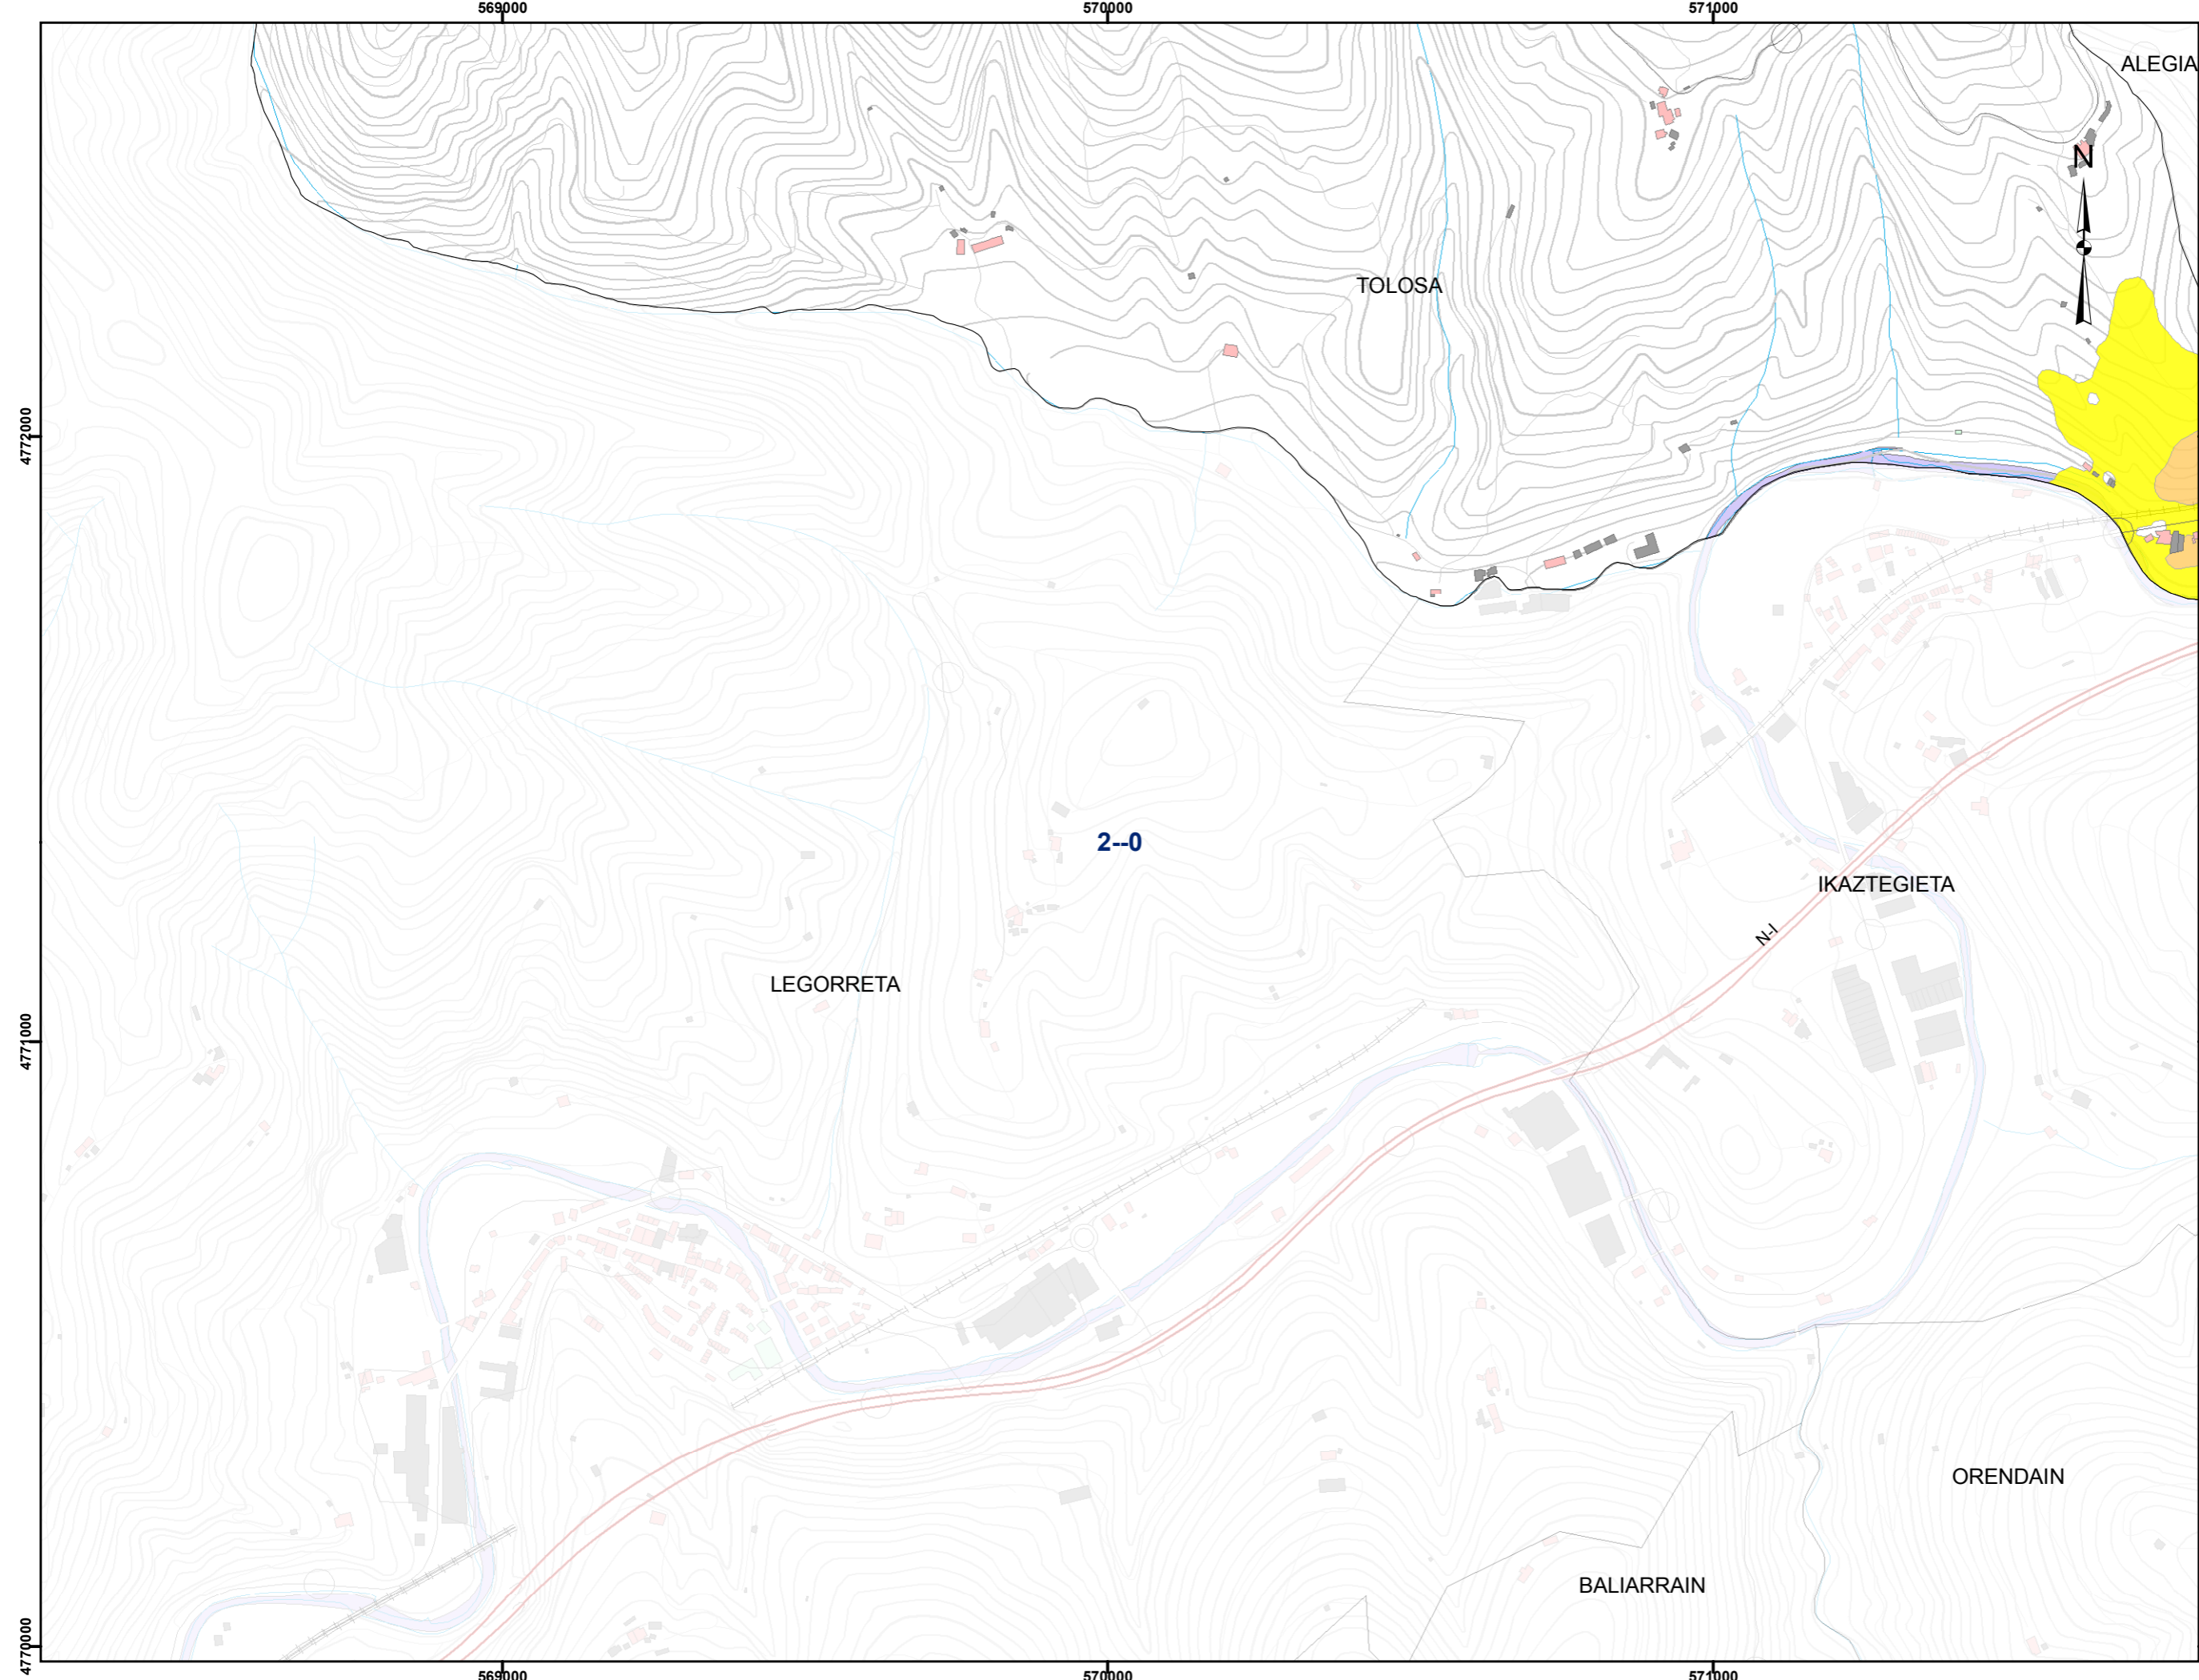 569000
570000
571000
ALEGIA
N
TOLOSA
4772000
2--0
IKAZTEGIETA
N-I
LEGORRETA
4771000
ORENDAIN
BALIARRAIN
4770000
569000
570000
571000